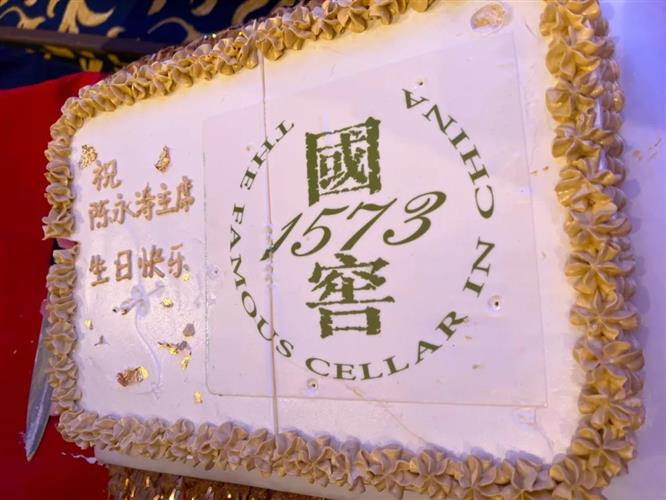 祝
陈永涛主席
生日快乐
國
1573
窖
THE FAMOUS CELLAR IN CHINA